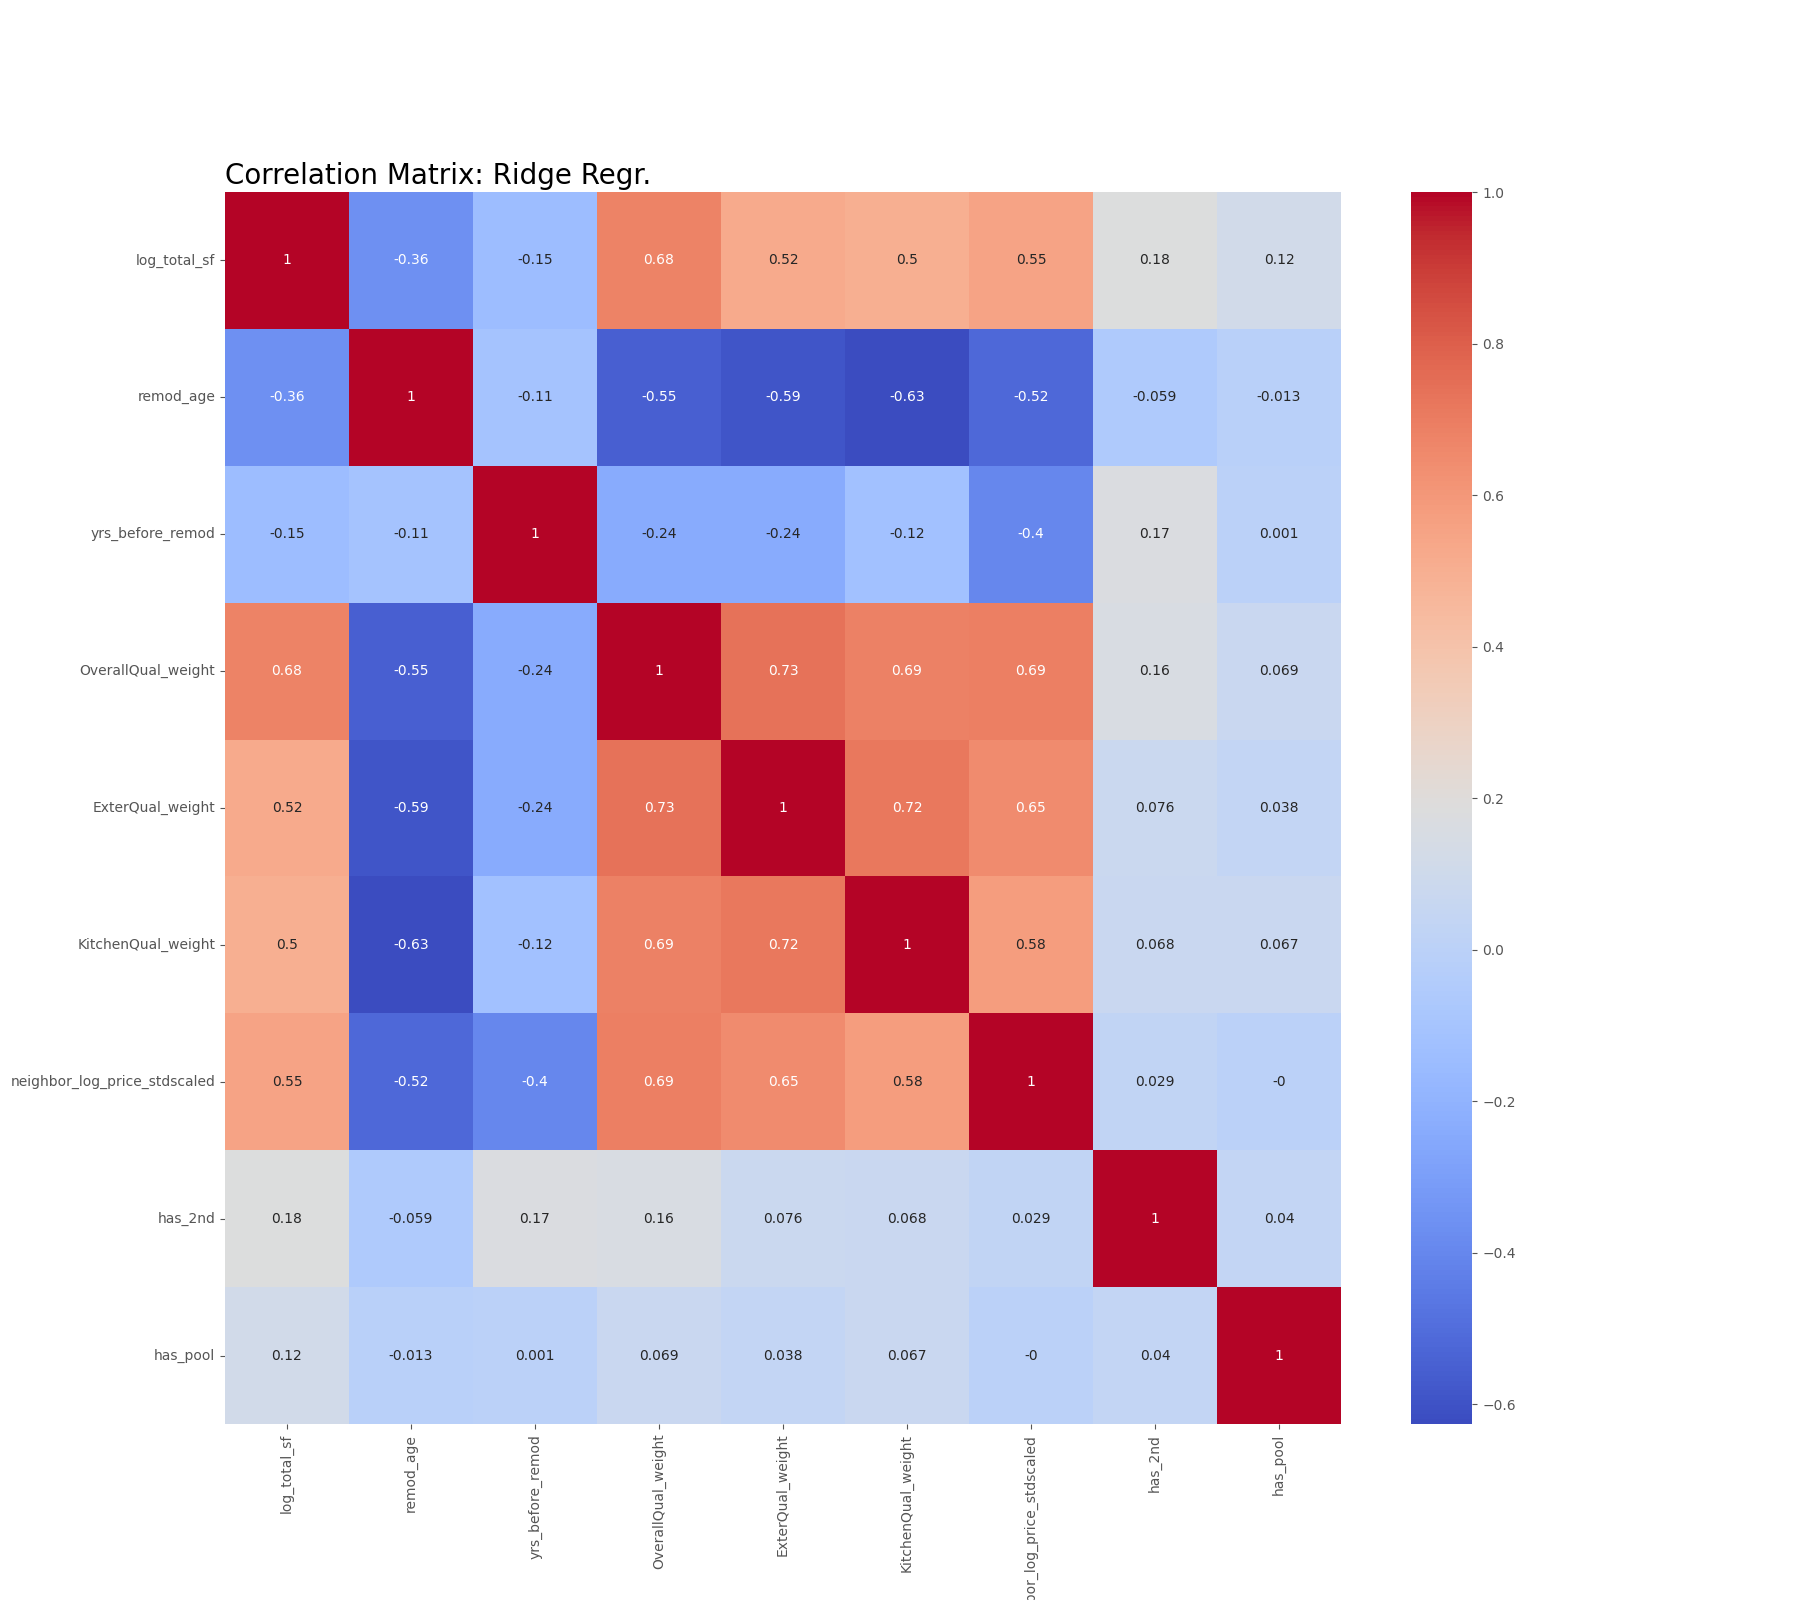 Correlation Matrix: Ridge Regr.
log_total_sf 1 -0.36 -0.15 0.68 0.52 0.5 0.55 0.18 0.12
remod_age -0.36 1 -0.11 -0.55 -0.59 -0.63 -0.52 -0.059 -0.013
yrs_before_remod -0.15 -0.11 1 -0.24 -0.24 -0.12 -0.4 0.17 0.001
OverallQual_weight 0.68 -0.55 -0.24 1 0.73 0.69 0.69 0.16 0.069
ExterQual_weight 0.52 -0.59 -0.24 0.73 1 0.72 0.65 0.076 0.038
KitchenQual_weight 0.5 -0.63 -0.12 0.69 0.72 1 0.58 0.068 0.067
neighbor_log_price_stdscaled 0.55 -0.52 -0.4 0.69 0.65 0.58 1 0.029 -0
has_2nd 0.18 -0.059 0.17 0.16 0.076 0.068 0.029 1 0.04
has_pool 0.12 -0.013 0.001 0.069 0.038 0.067 -0 0.04 1
log_total_sf
remod_age
yrs_before_remod
OverallQual_weight
ExterQual_weight
KitchenQual_weight
bor_log_price_stdscaled
has_2nd
has_pool
1.0
0.8
0.6
0.4
0.2
0.0
−0.2
−0.4
−0.6